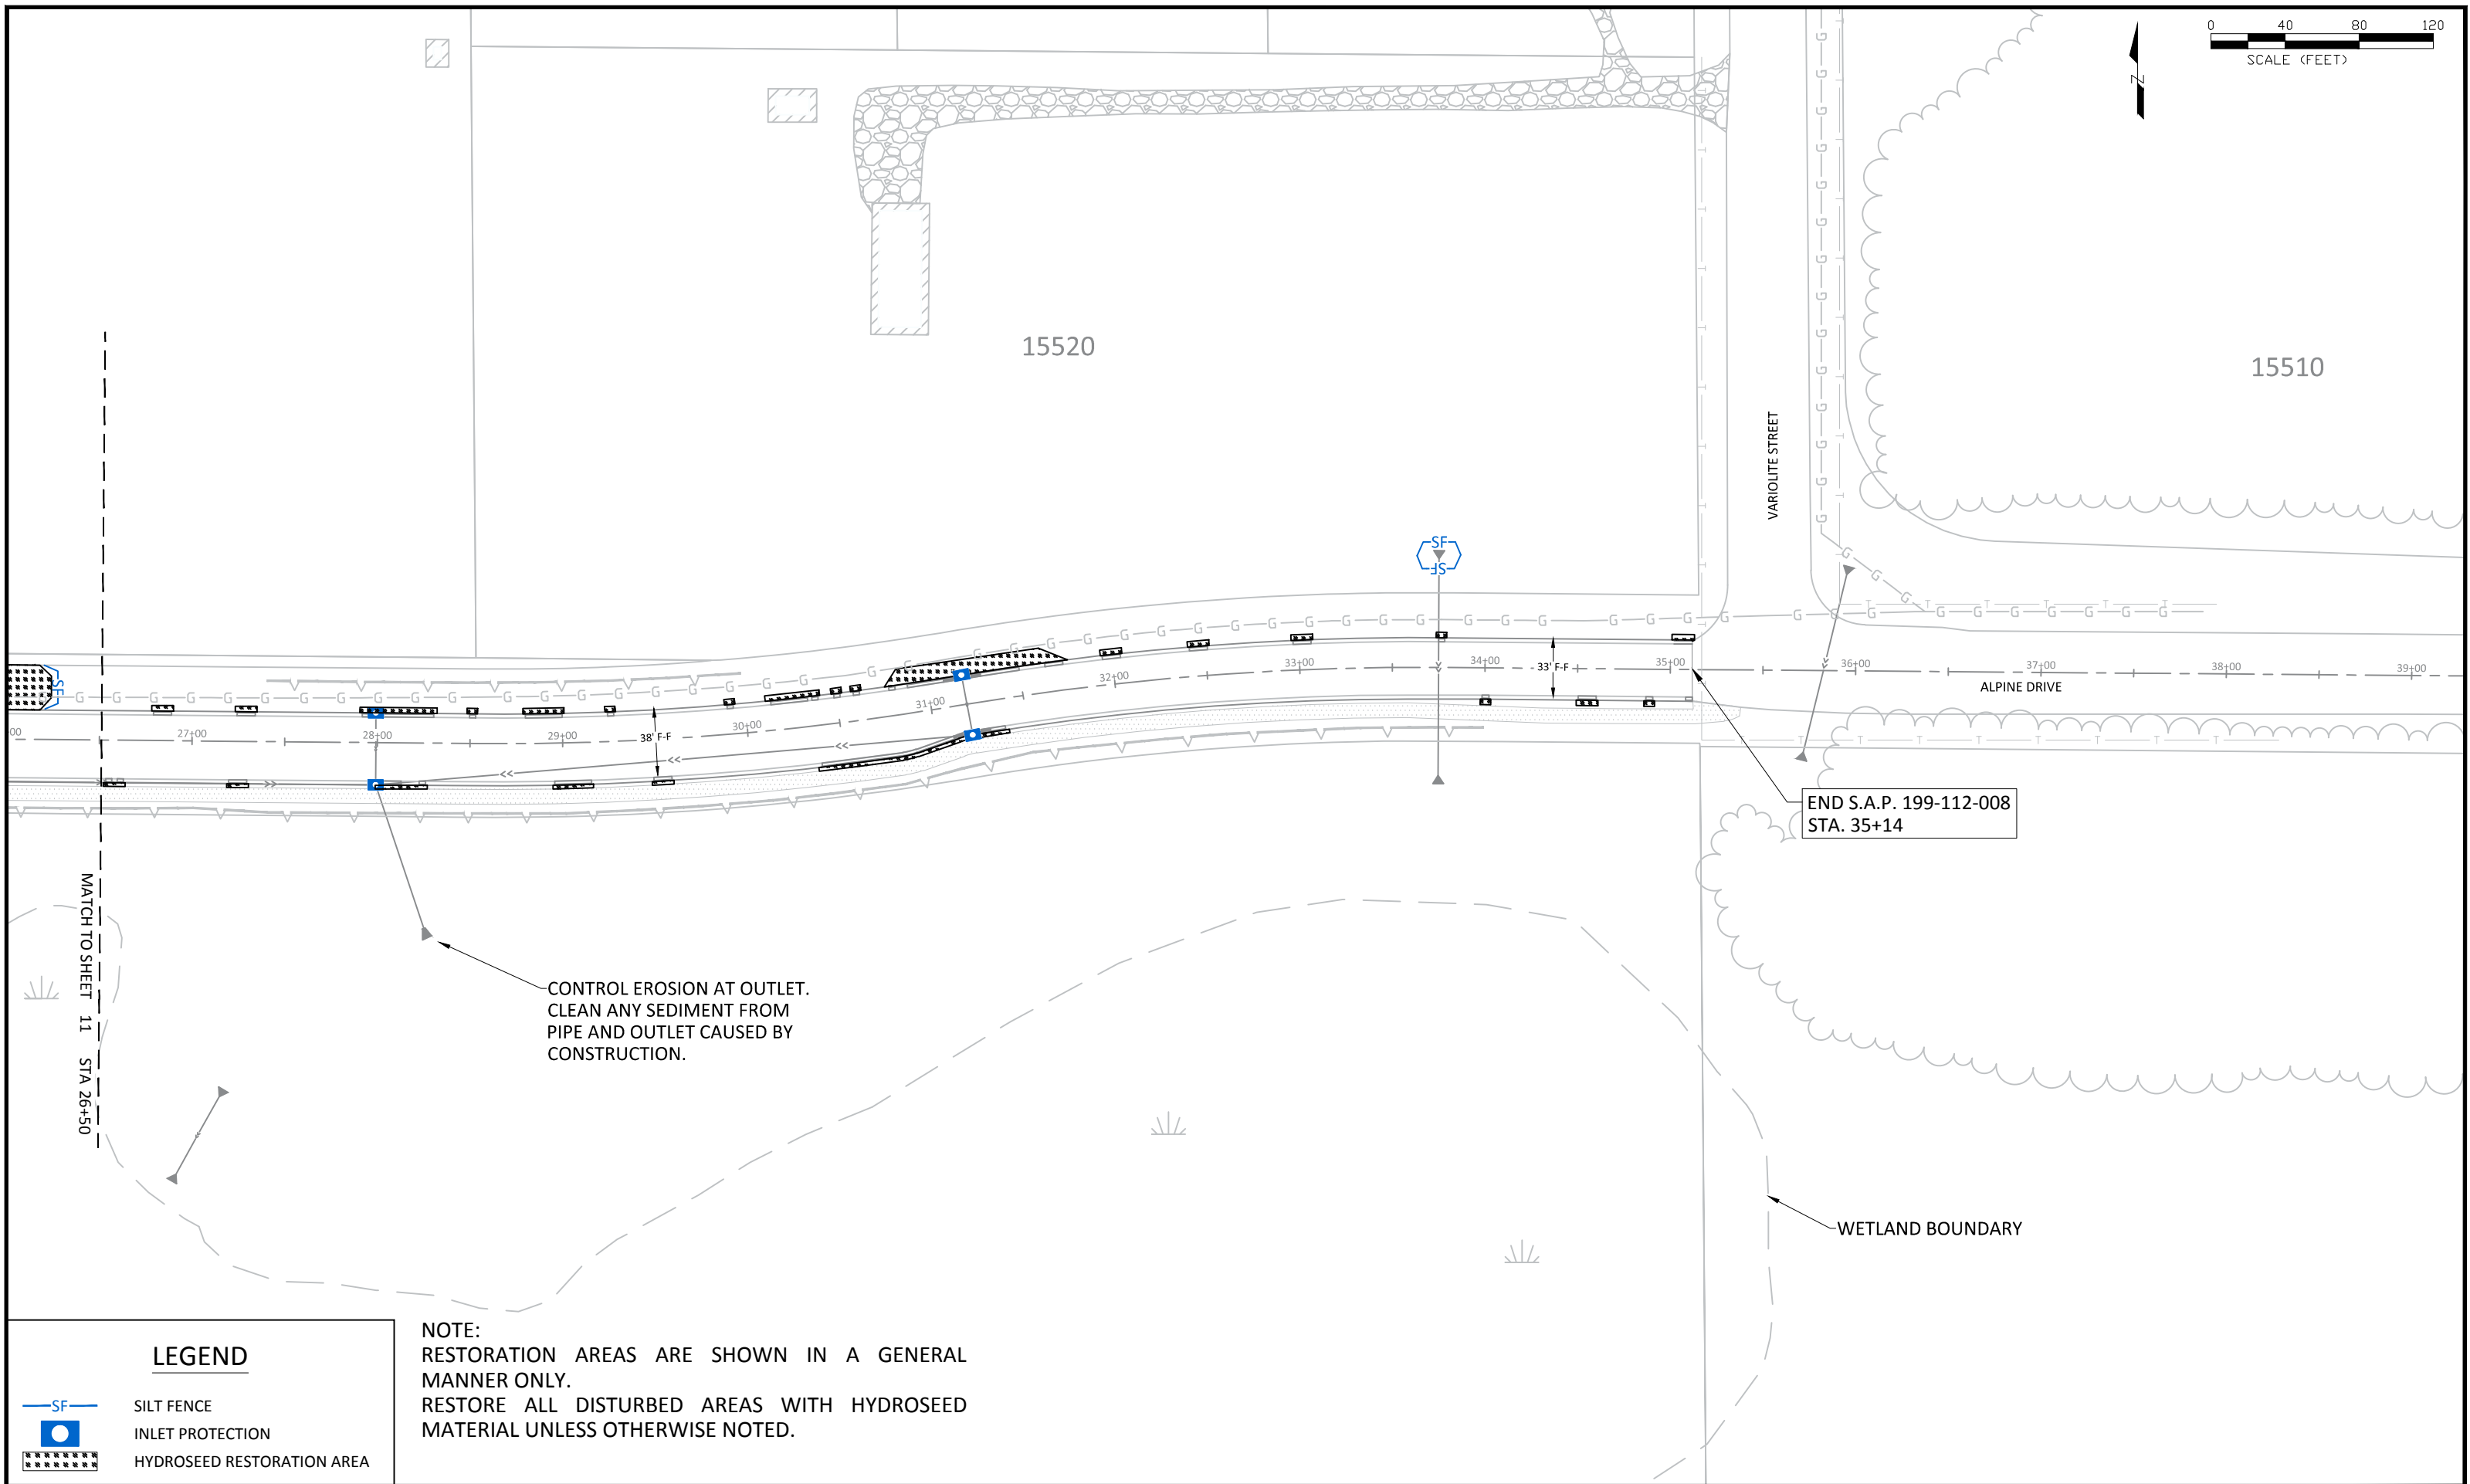 0 40 80 120
SCALE (FEET)
N
15520
15510
VARIOLITE STREET
SF
SF
SF
G G G G G G G G G G G G G G
T T T T T T
33' F-F
38' F-F
00
27+00
28+00
29+00
30+00
31+00
32+00
33+00
34+00
35+00
36+00
37+00
38+00
39+00
ALPINE DRIVE
END S.A.P. 199-112-008
STA. 35+14
MATCH TO SHEET 11 STA 26+50
CONTROL EROSION AT OUTLET.
CLEAN ANY SEDIMENT FROM
PIPE AND OUTLET CAUSED BY
CONSTRUCTION.
WETLAND BOUNDARY
LEGEND
SF SILT FENCE
INLET PROTECTION
HYDROSEED RESTORATION AREA
NOTE:
RESTORATION AREAS ARE SHOWN IN A GENERAL
MANNER ONLY.
RESTORE ALL DISTURBED AREAS WITH HYDROSEED
MATERIAL UNLESS OTHERWISE NOTED.